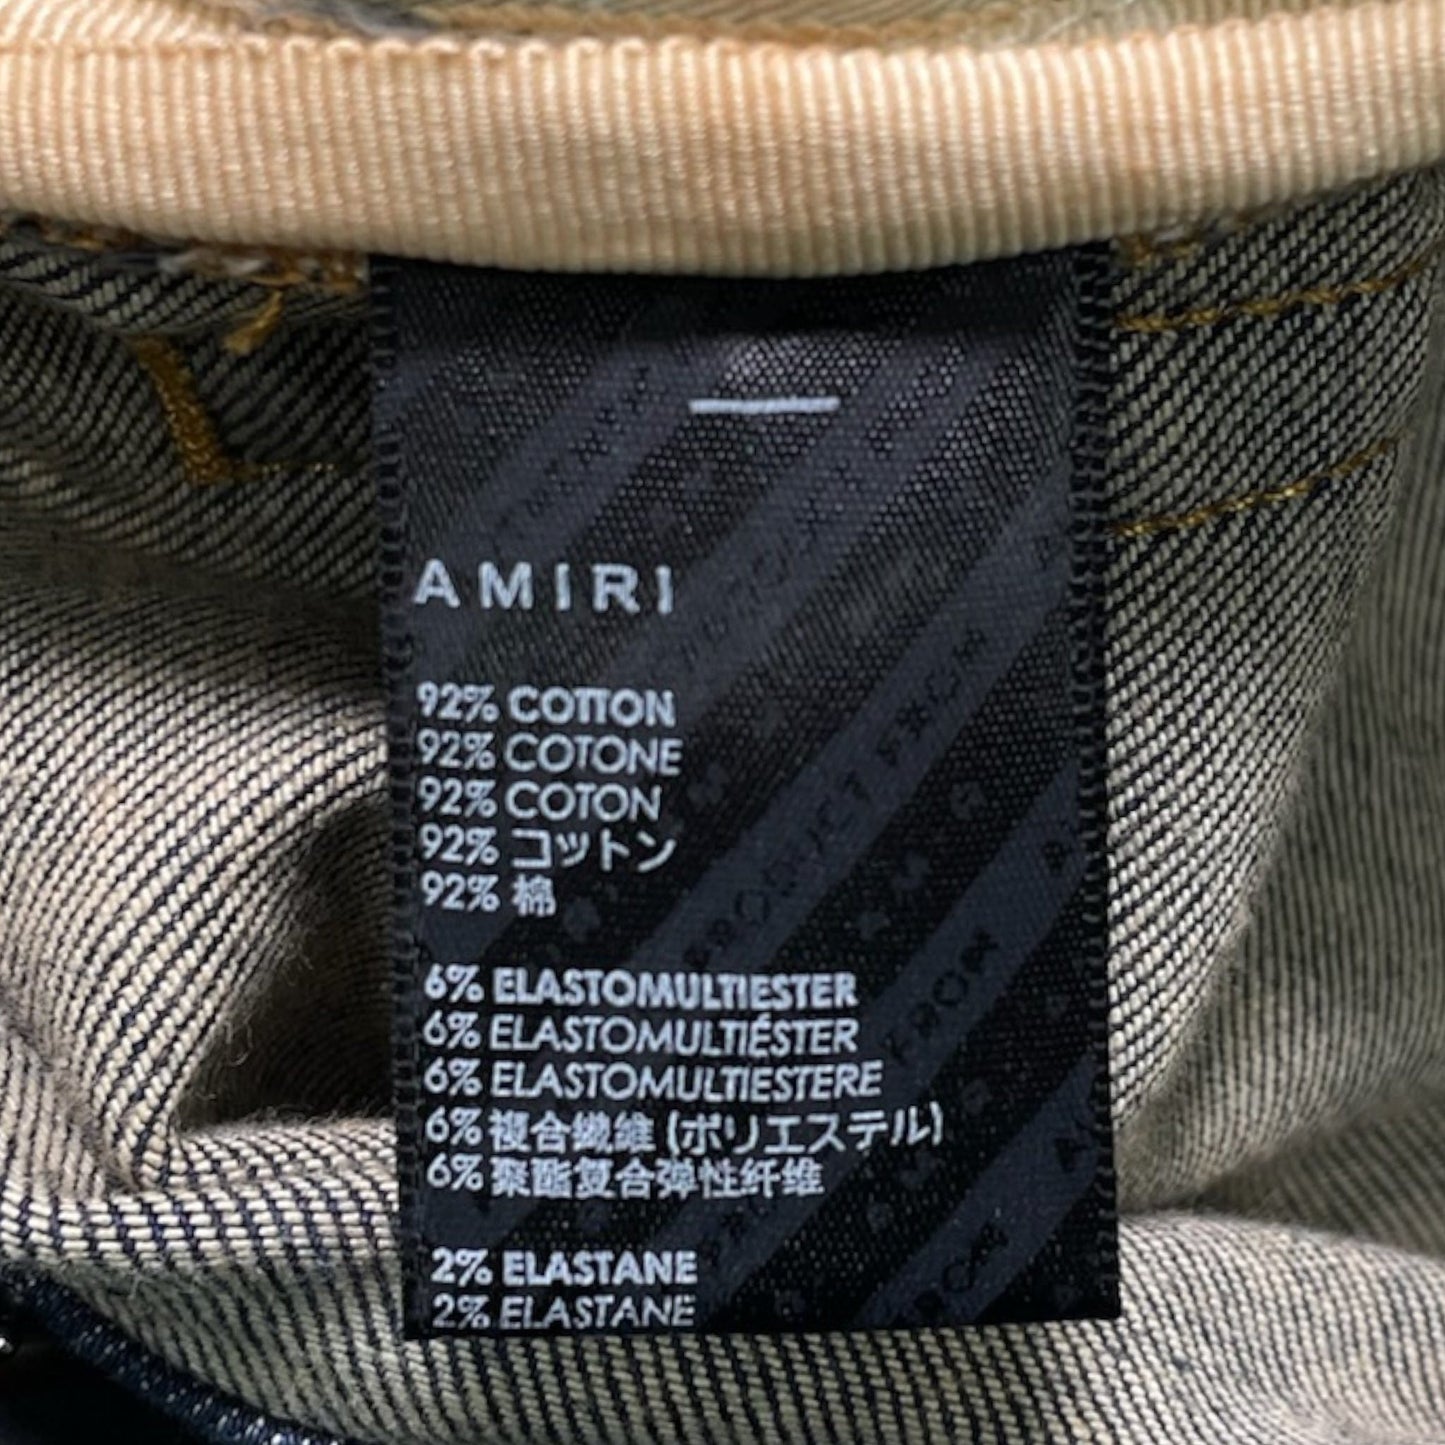 AMIRI
92% COTTON
92% COTONE
92% COTON
92% コットン
92% 棉
6% ELASTOMULTIESTER
6% ELASTOMULTIÉSTER
6% ELASTOMULTIESTERE
6% 複合繊維 (ポリエステル)
6% 聚酯复合弹性纤维
2% ELASTANE
2% ELASTANE